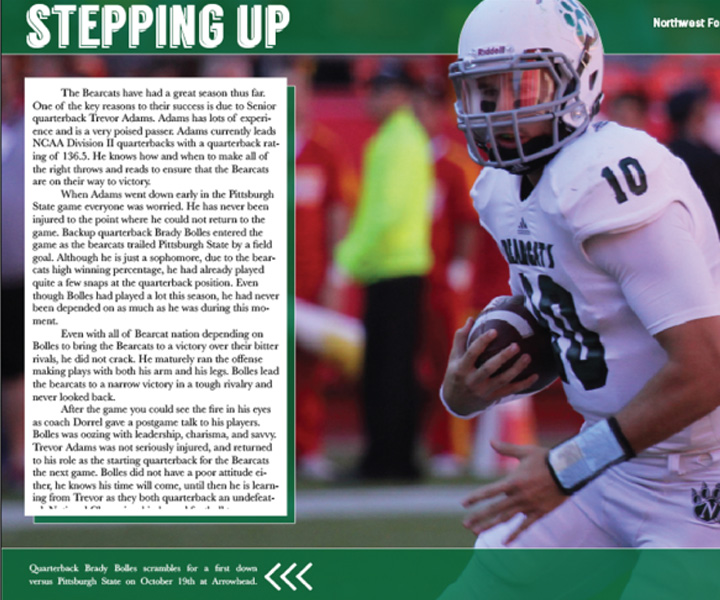 STEPPING UP
Northwest Fo
The Bearcats have had a great season thus far.
One of the key reasons to their success is due to Senior
quarterback Trevor Adams. Adams has lots of experi-
ence and is a very poised passer. Adams currently leads
NCAA Division II quarterbacks with a quarterback rat-
ing of 136.5. He knows how and when to make all of
the right throws and reads to ensure that the Bearcats
are on their way to victory.
When Adams went down early in the Pittsburgh
State game everyone was worried. He has never been
injured to the point where he could not return to the
game. Backup quarterback Brady Bolles entered the
game as the bearcats trailed Pittsburgh State by a field
goal. Although he is just a sophomore, due to the bear-
cats high winning percentage, he had already played
quite a few snaps at the quarterback position. Even
though Bolles had played a lot this season, he had never
been depended on as much as he was during this mo-
ment.
Even with all of Bearcat nation depending on
Bolles to bring the Bearcats to a victory over their bitter
rivals, he did not crack. He maturely ran the offense
making plays with both his arm and his legs. Bolles lead
the bearcats to a narrow victory in a tough rivalry and
never looked back.
After the game you could see the fire in his eyes
as coach Dorrel gave a postgame talk to his players.
Bolles was oozing with leadership, charisma, and savvy.
Trevor Adams was not seriously injured, and returned
to his role as the starting quarterback for the Bearcats
the next game. Bolles did not have a poor attitude ei-
ther, he knows his time will come, until then he is learn-
ing from Trevor as they both quarterback an undefeat-
Riddell
10
BEARCATS
10
N
Quarterback Brady Bolles scrambles for a first down
versus Pittsburgh State on October 19th at Arrowhead.